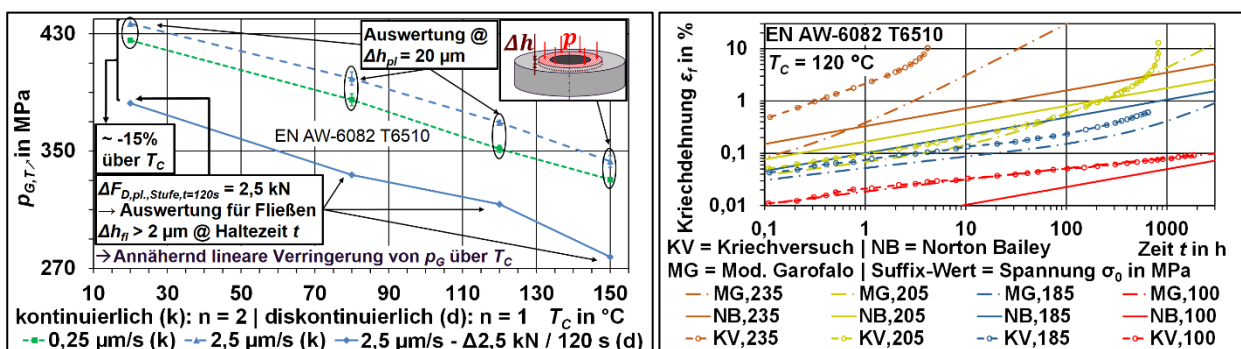 430
350
270
p_G,T↗ in MPa
Auswertung @
Δh_pl = 20 µm
Δh
p
EN AW-6082 T6510
~ -15%
über T_C
ΔF_D,pl.,Stufe,t=120s = 2,5 kN
→ Auswertung für Fließen
Δh_fl > 2 µm @ Haltezeit t
→Annähernd lineare Verringerung von p_G über T_C
10 30 50 70 90 110 130 150
kontinuierlich (k): n = 2 | diskontinuierlich (d): n = 1 T_C in °C
0,25 µm/s (k) 2,5 µm/s (k) 2,5 µm/s - Δ2,5 kN / 120 s (d)
Kriechdehnung ε_f in %
10
1
0,1
0,01
EN AW-6082 T6510
T_C = 120 °C
0,1 1 10 100 1000
KV = Kriechversuch | NB = Norton Bailey Zeit t in h
MG = Mod. Garofalo | Suffix-Wert = Spannung σ_0 in MPa
MG,235 MG,205 MG,185 MG,100
NB,235 NB,205 NB,185 NB,100
KV,235 KV,205 KV,185 KV,100